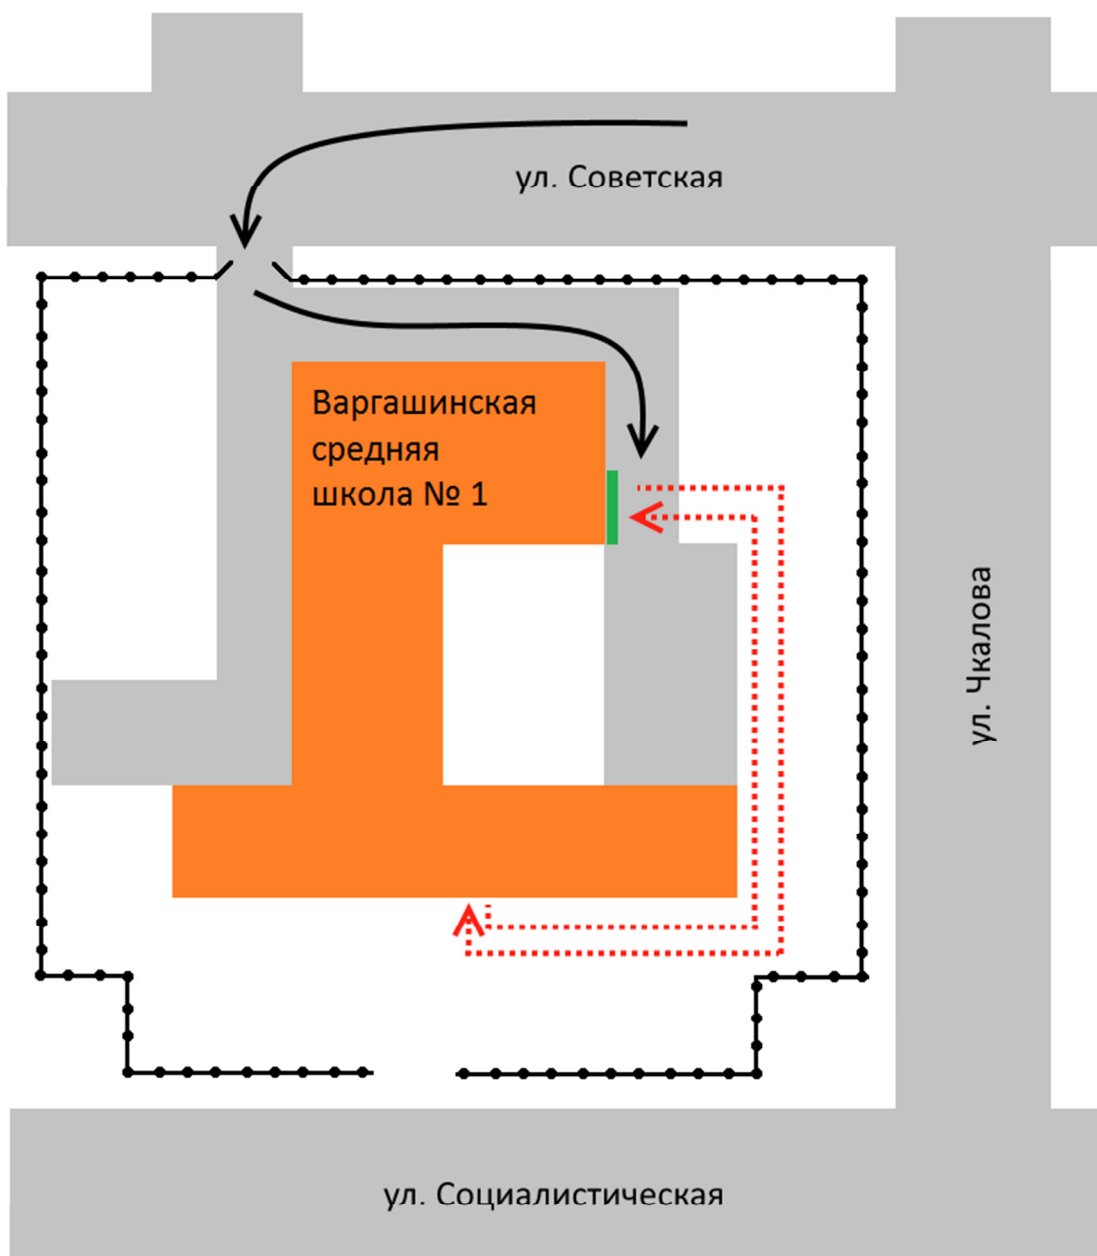 ул. Советская
Варгашинская
средняя
школа № 1
ул. Чкалова
ул. Социалистическая